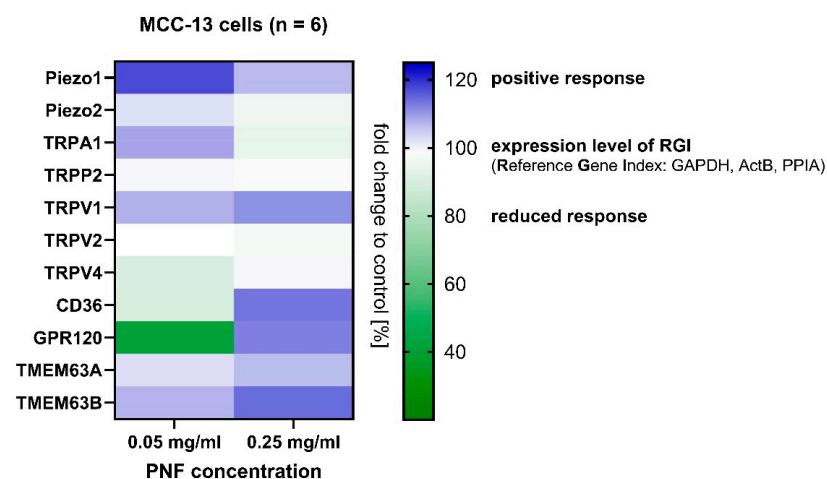 MCC-13 cells (n = 6)
Piezo1
Piezo2
TRPA1
TRPP2
TRPV1
TRPV2
TRPV4
CD36
GPR120
TMEM63A
TMEM63B
0.05 mg/ml 0.25 mg/ml
PNF concentration
fold change to control [%]
120
100
80
60
40
positive response
expression level of RGI
(Reference Gene Index: GAPDH, ActB, PPIA)
reduced response